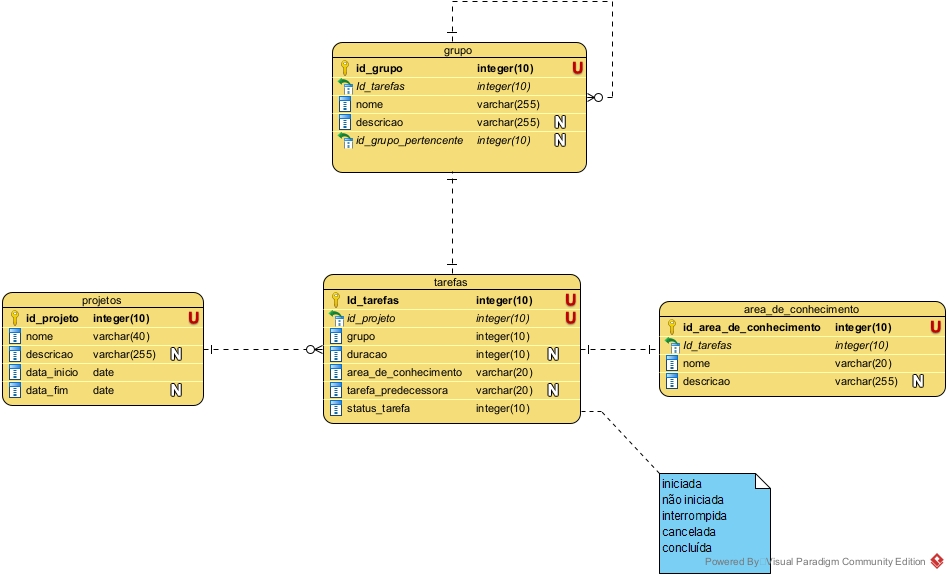 grupo
id_grupo integer(10) U
Id_tarefas integer(10)
nome varchar(255)
descricao varchar(255) N
id_grupo_pertencente integer(10) N
projetos
id_projeto integer(10) U
nome varchar(40)
descricao varchar(255) N
data_inicio date
data_fim date N
tarefas
Id_tarefas integer(10) U
id_projeto integer(10) U
grupo integer(10)
duracao integer(10) N
area_de_conhecimento varchar(20)
tarefa_predecessora varchar(20) N
status_tarefa integer(10)
area_de_conhecimento
id_area_de_conhecimento integer(10) U
Id_tarefas integer(10)
nome varchar(20)
descricao varchar(255) N
iniciada
não iniciada
interrompida
cancelada
concluída
Powered By Visual Paradigm Community Edition